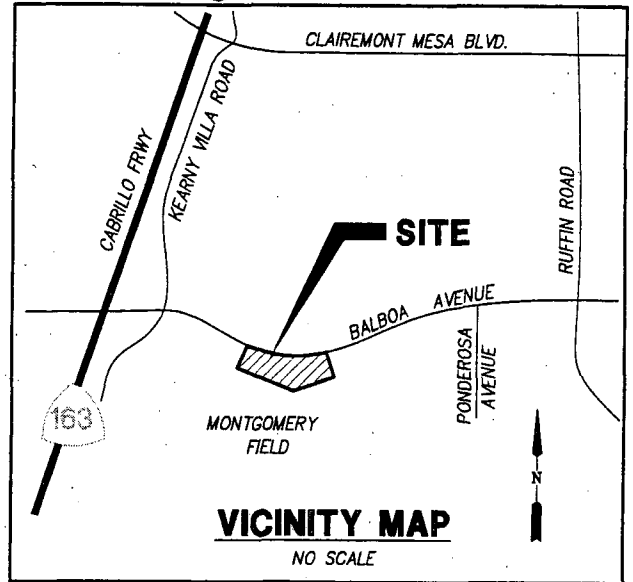 CLAIREMONT MESA BLVD.
CABRILLO FRWY
KEARNY VILLA ROAD
RUFFIN ROAD
SITE
BALBOA AVENUE
PONDEROSA
AVENUE
163
MONTGOMERY
FIELD
N
VICINITY MAP
NO SCALE